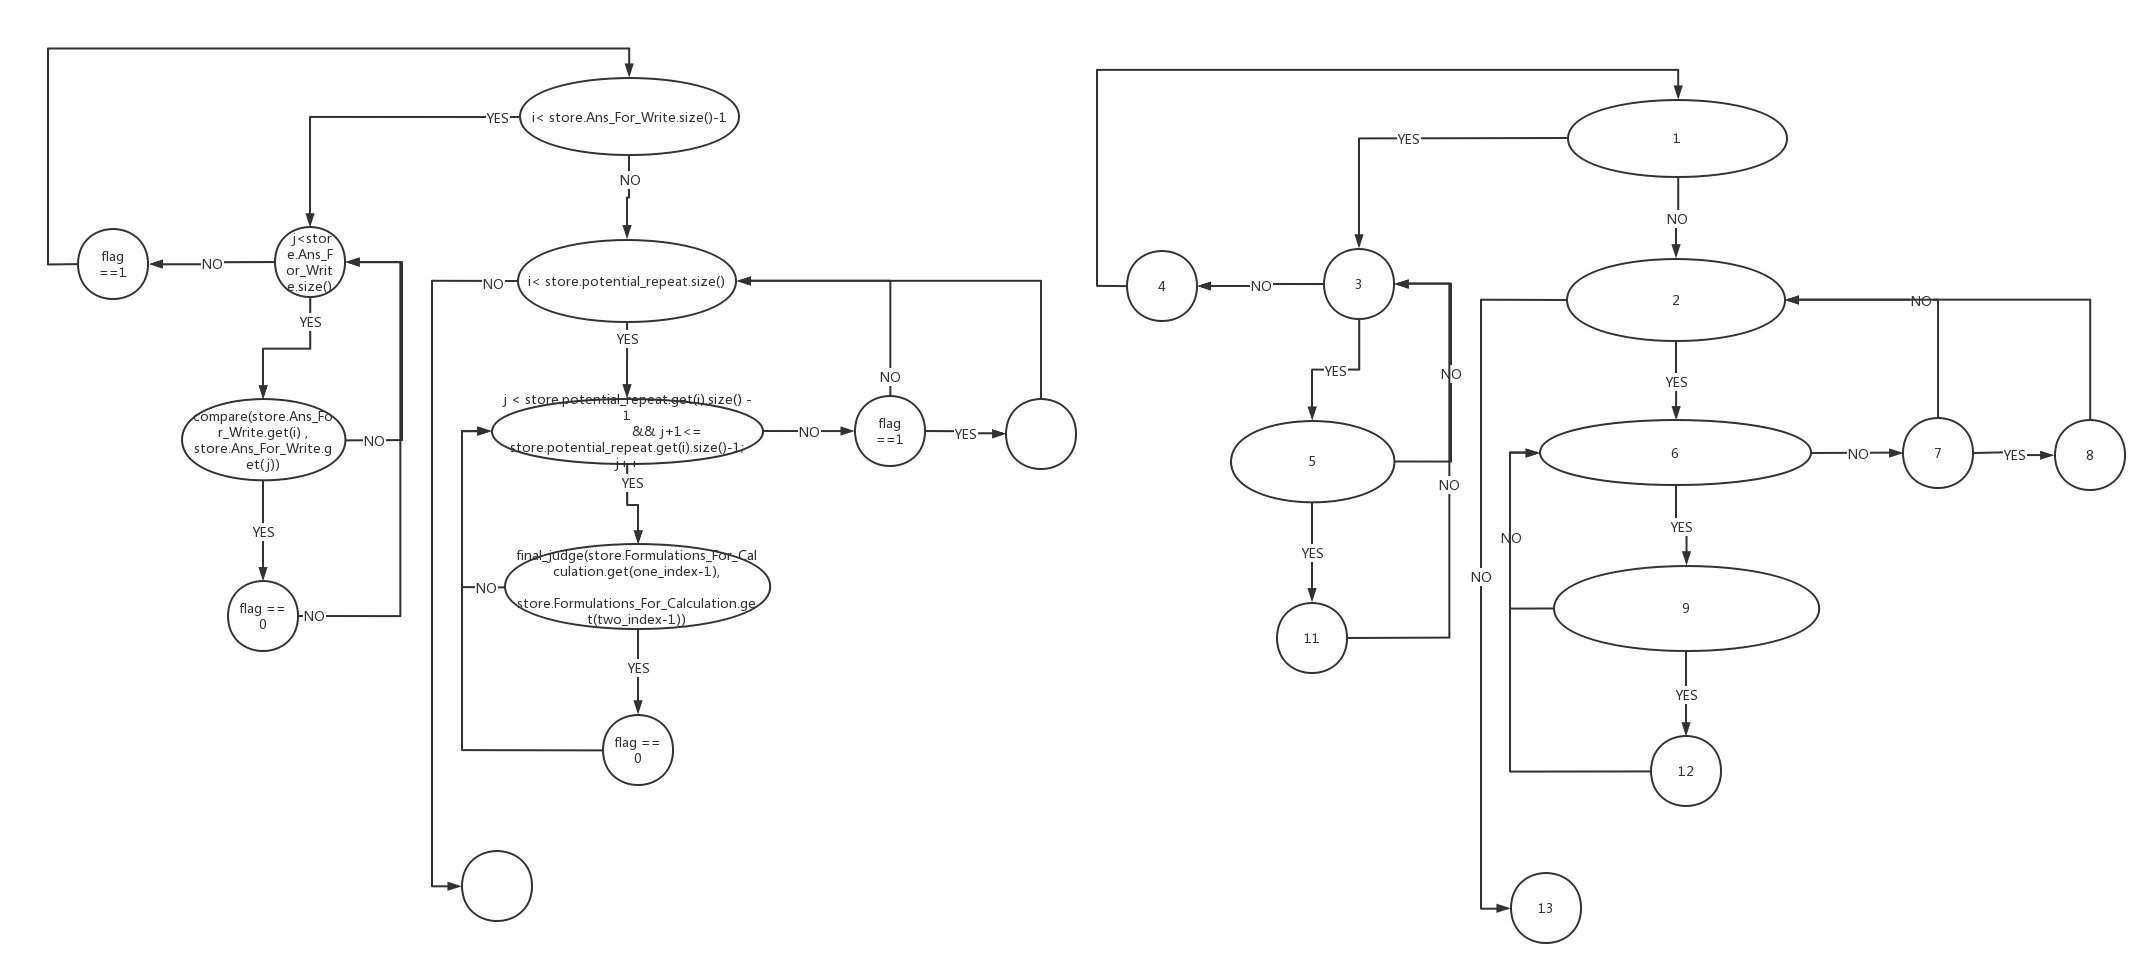 i< store.Ans_For_Write.size()-1
YES
NO
j<stor
e.Ans_F
or_Writ
e.size()
flag
==1
NO
YES
i< store.potential_repeat.size()
NO
YES
compare(store.Ans_Fo
r_Write.get(i) ,
store.Ans_For_Write.g
et(j))
NO
YES
j < store.potential_repeat.get(i).size() -
1
&& j+1<=
store.potential_repeat.get(i).size()-1;
j++
NO
flag
==1
NO
YES
YES
final_judge(store.Formulations_For_Cal
culation.get(one_index-1),
store.Formulations_For_Calculation.ge
t(two_index-1))
NO
YES
flag ==
0
NO
flag ==
0
1
YES
NO
3
4
NO
YES
2
NO
YES
NO
5
NO
NO
YES
11
6
NO
7
YES
8
YES
NO
9
YES
12
13